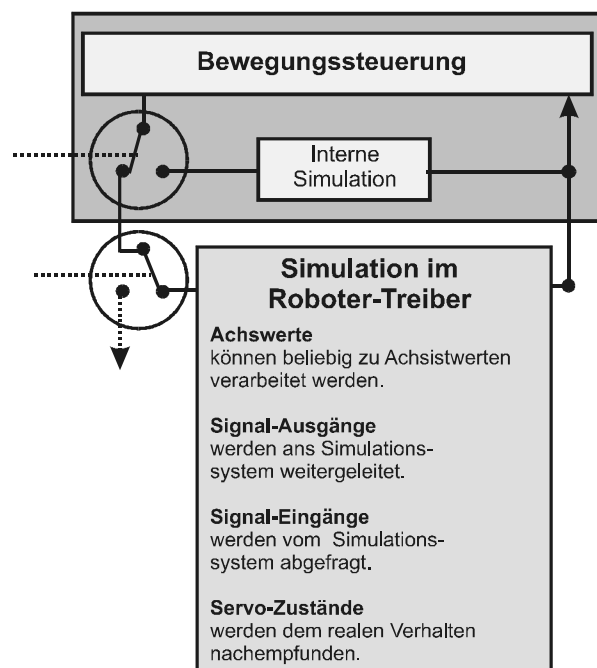 Bewegungssteuerung
Interne
Simulation
Simulation im
Roboter-Treiber
Achswerte
können beliebig zu Achsistwerten
verarbeitet werden.
Signal-Ausgänge
werden ans Simulations-
system weitergeleitet.
Signal-Eingänge
werden vom Simulations-
system abgefragt.
Servo-Zustände
werden dem realen Verhalten
nachempfunden.